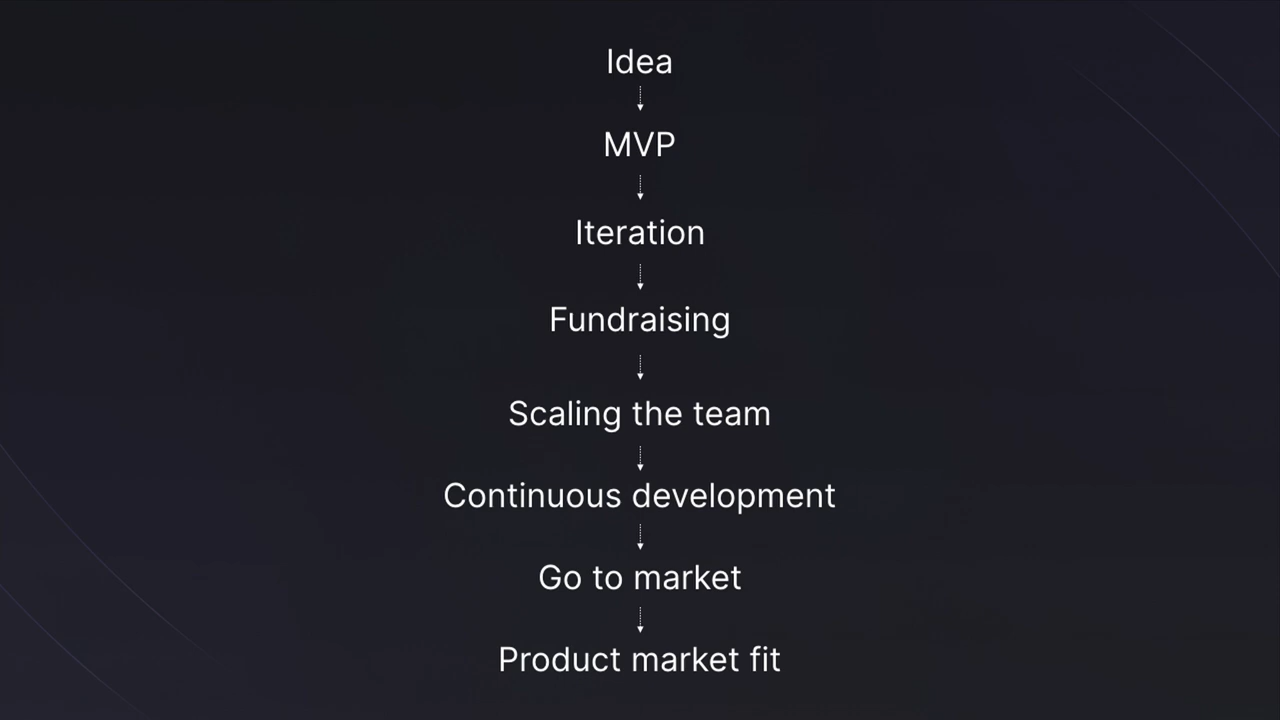 Idea
MVP
Iteration
Fundraising
Scaling the team
Continuous development
Go to market
Product market fit